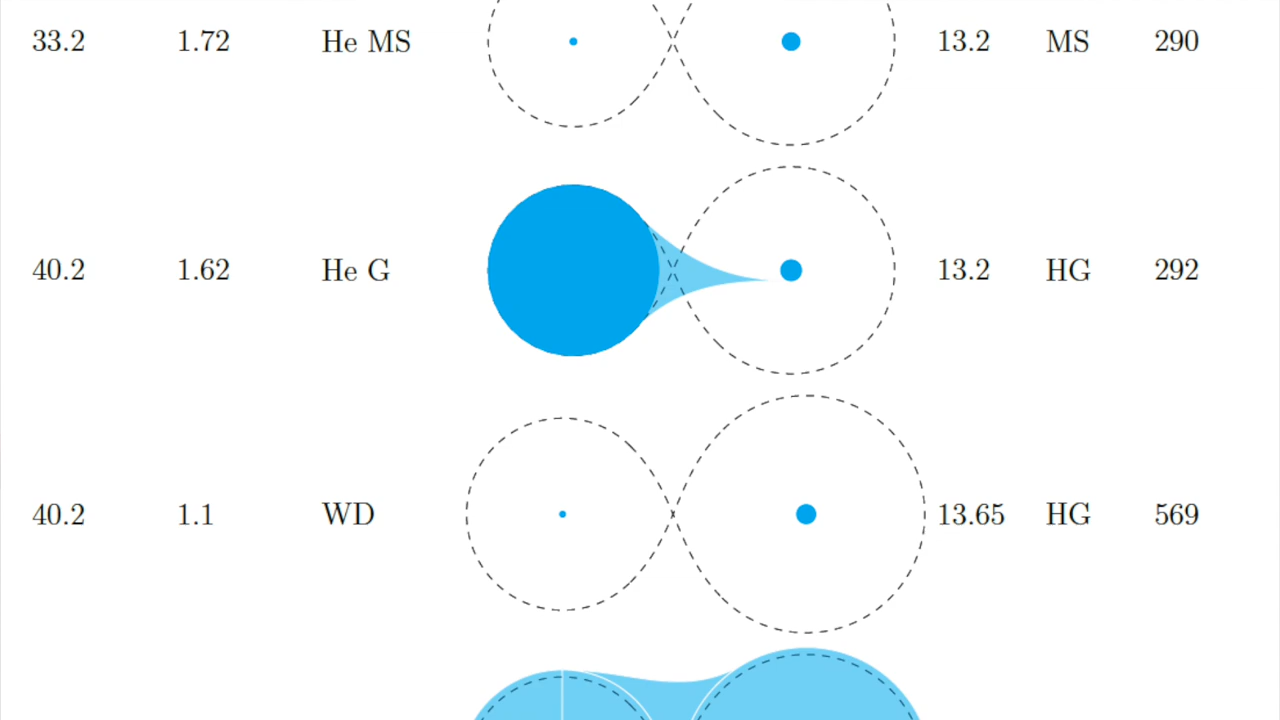 33.2 1.72 He MS 13.2 MS 290
40.2 1.62 He G 13.2 HG 292
40.2 1.1 WD 13.65 HG 569